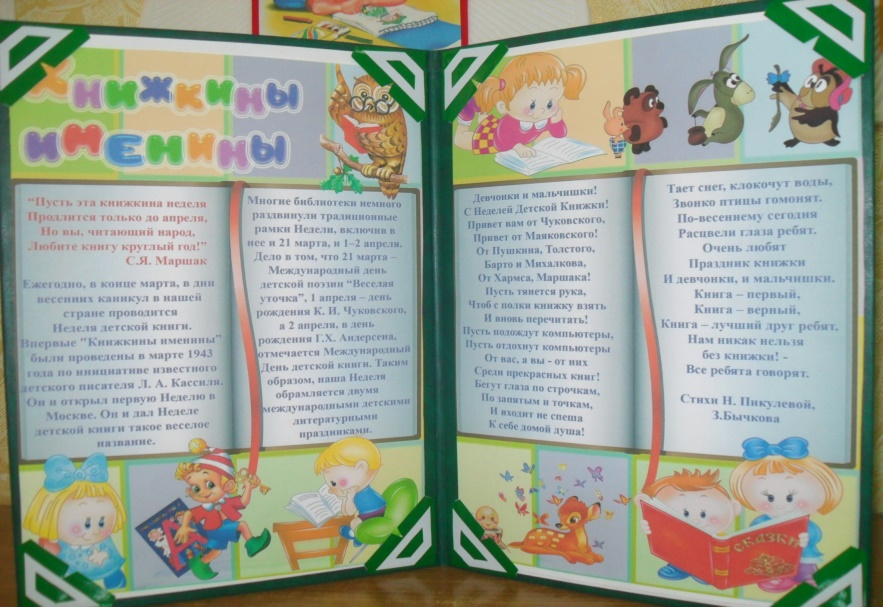 Книжкины
именины
"Пусть эта книжкина неделя
Продлится только до апреля,
Но вы, читающий народ,
Любите книгу круглый год!"
С.Я. Маршак
Ежегодно, в конце марта, в дни
весенних каникул в нашей
стране проводится
Неделя детской книги.
Впервые "Книжкины именины"
были проведены в марте 1943
года по инициативе известного
детского писателя Л. А. Кассиля.
Он и открыл первую Неделю в
Москве. Он и дал Неделе
детской книги такое веселое
название.
Многие библиотеки немного
раздвинули традиционные
рамки Недели, включив в
нее и 21 марта, и 1–2 апреля.
Дело в том, что 21 марта –
Международный день
детской поэзии "Веселая
уточка", 1 апреля – день
рождения К. И. Чуковского,
а 2 апреля, в день
рождения Г.Х. Андерсена,
отмечается Международный
День детской книги. Таким
образом, наша Неделя
обрамляется двумя
международными детскими
литературными
праздниками.
Девчонки и мальчишки!
С Неделей Детской Книжки!
Привет вам от Чуковского,
Привет от Маяковского!
От Пушкина, Толстого,
Барто и Михалкова,
От Хармса, Маршака!
Пусть тянется рука,
Чтоб с полки книжку взять
И вновь перечитать!
Пусть подождут компьютеры,
Пусть отдохнут компьютеры
От вас, а вы - от них
Среди прекрасных книг!
Бегут глаза по строчкам,
По запятым и точкам,
И входит не спеша
К себе домой душа!
Тает снег, клокочут воды,
Звонко птицы гомонят.
По-весеннему сегодня
Расцвели глаза ребят.
Очень любят
Праздник книжки
И девчонки, и мальчишки.
Книга – первый,
Книга – верный,
Книга – лучший друг ребят.
Нам никак нельзя
без книжки! -
Все ребята говорят.
Стихи Н. Пикулевой,
З.Бычкова
А
СКАЗКИ